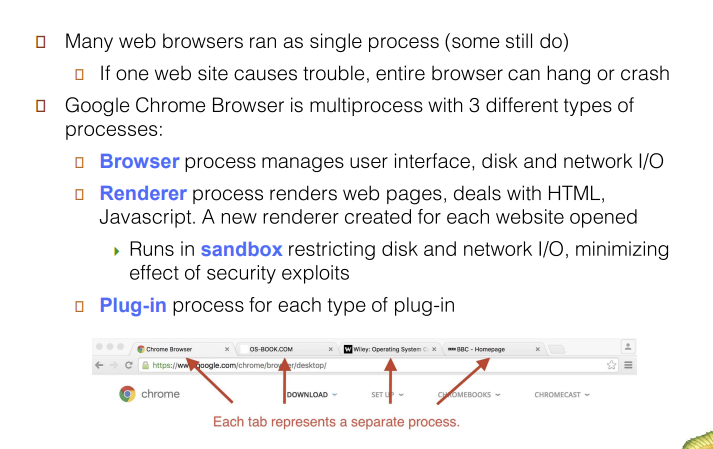 Many web browsers ran as single process (some still do)
If one web site causes trouble, entire browser can hang or crash
Google Chrome Browser is multiprocess with 3 different types of
processes:
Browser process manages user interface, disk and network I/O
Renderer process renders web pages, deals with HTML,
Javascript. A new renderer created for each website opened
Runs in sandbox restricting disk and network I/O, minimizing
effect of security exploits
Plug-in process for each type of plug-in
Chrome Browser × OS-BOOK.COM × W Wiley: Operating System C × BBC - Homepage ×
https://www.google.com/chrome/browser/desktop/
chrome DOWNLOAD SET UP CHROMEBOOKS CHROMECAST
Each tab represents a separate process.